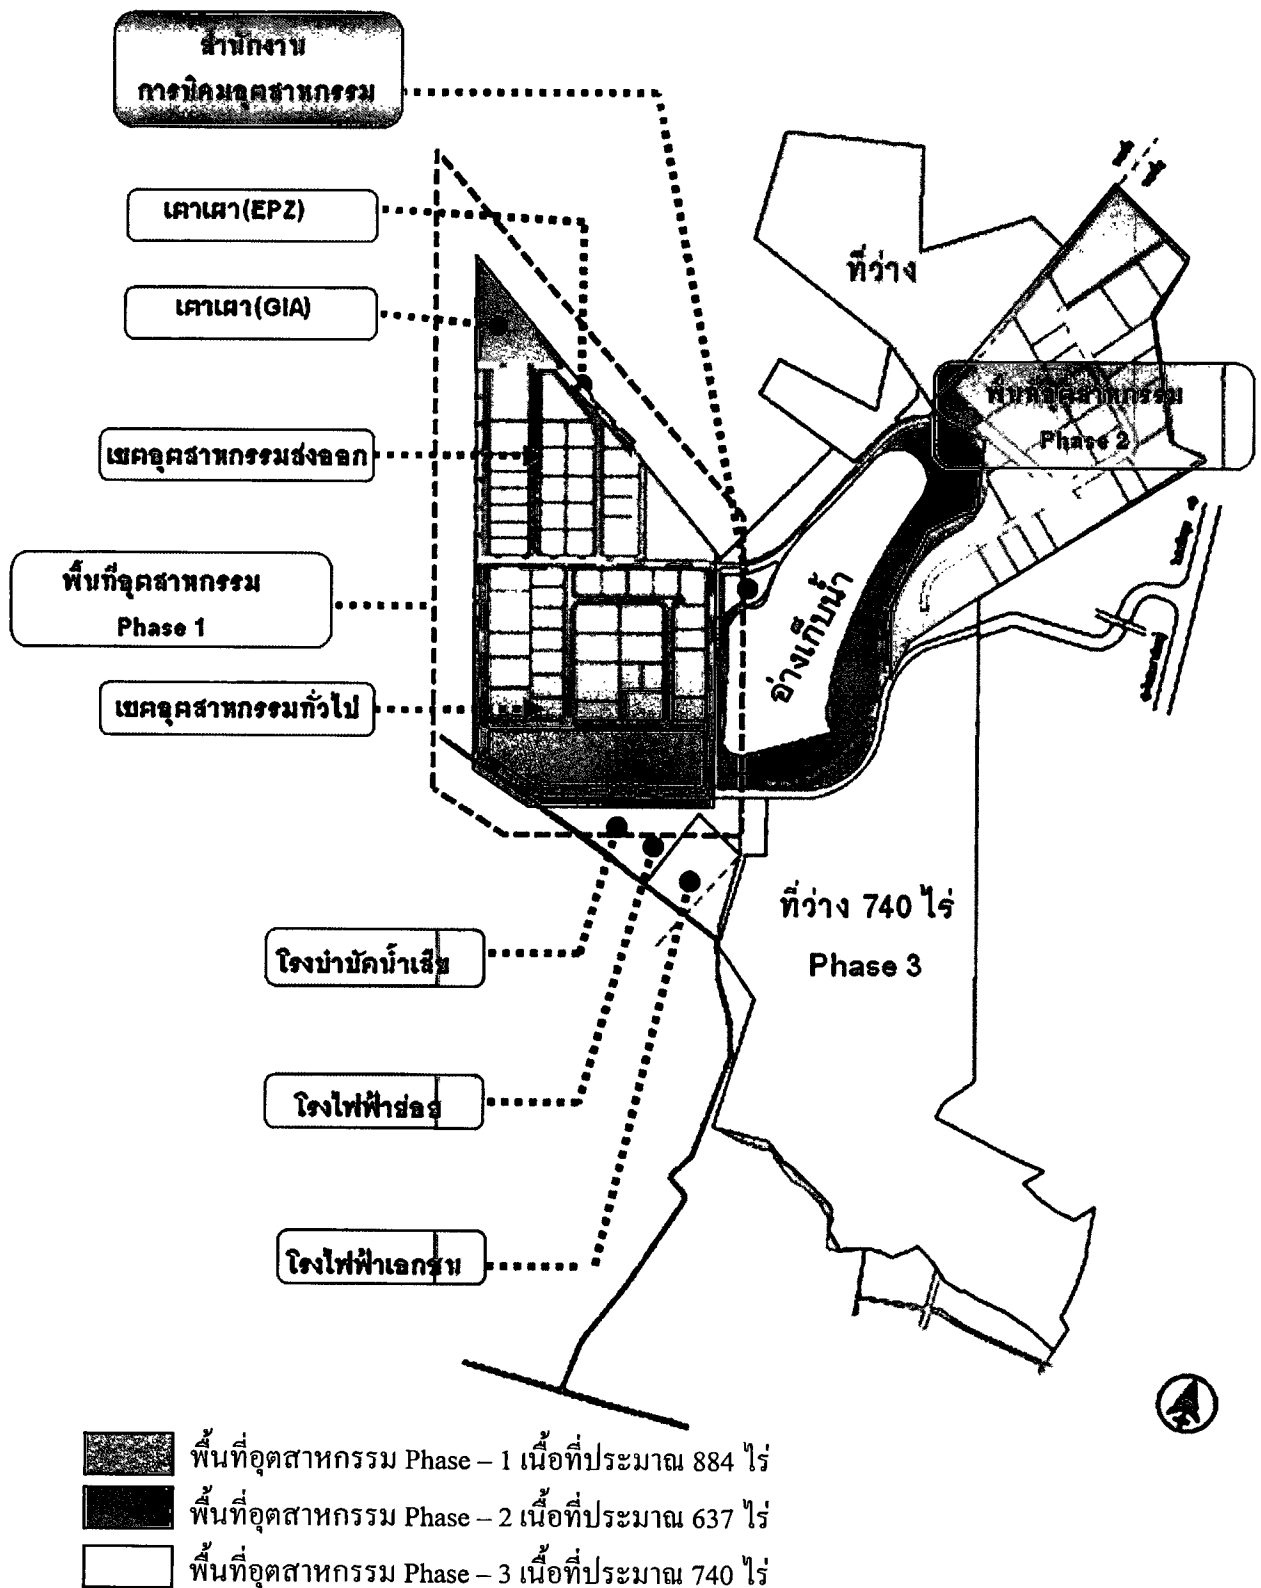 สำนักงาน
การนิคมอุตสาหกรรม
เตาเผา(EPZ)
เตาเผา(GIA)
ที่ว่าง
พื้นที่อุตสาหกรรม
Phase 2
เขตอุตสาหกรรมส่งออก
พื้นที่อุตสาหกรรม
Phase 1
อ่างเก็บน้ำ
เขตอุตสาหกรรมทั่วไป
ที่ว่าง 740 ไร่
Phase 3
โรงบำบัดน้ำเสีย
โรงไฟฟ้าย่อย
โรงไฟฟ้าเอกชน
พื้นที่อุตสาหกรรม Phase – 1 เนื้อที่ประมาณ 884 ไร่
พื้นที่อุตสาหกรรม Phase – 2 เนื้อที่ประมาณ 637 ไร่
พื้นที่อุตสาหกรรม Phase – 3 เนื้อที่ประมาณ 740 ไร่